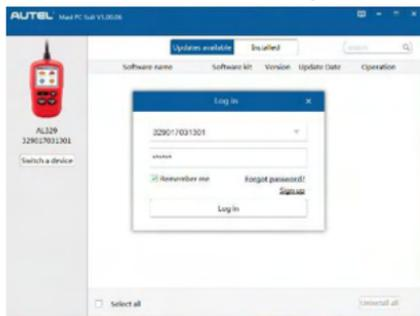 AUTEL Maxi PC Suit V1.00.06
Updates available Installed search
Software name Software kit Version Update Date Operation
Log in
AL329
329017031301
Switch a device
329017031301
Remember me Forgot password?
Sign up
Log in
Select all Uninstall all